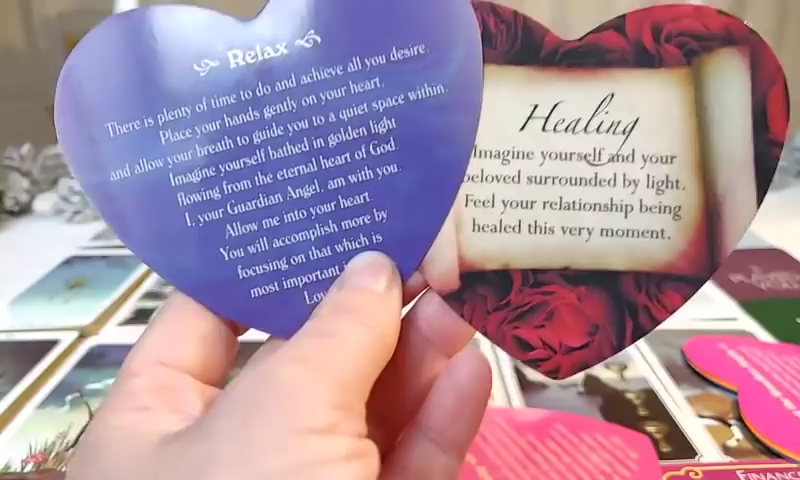 Relax
There is plenty of time to do and achieve all you desire.
Place your hands gently on your heart,
and allow your breath to guide you to a quiet space within.
Imagine yourself bathed in golden light
flowing from the eternal heart of God.
I, your Guardian Angel, am with you.
Allow me into your heart.
You will accomplish more by
focusing on that which is
most important
Healing
Imagine yourself and your
beloved surrounded by light.
Feel your relationship being
healed this very moment.